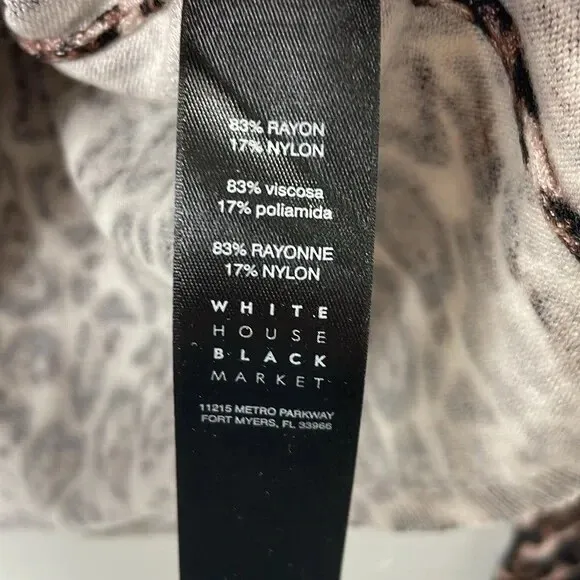 83% RAYON
17% NYLON
83% viscosa
17% poliamida
83% RAYONNE
17% NYLON
WHITE
HOUSE
BLACK
MARKET
11215 METRO PARKWAY
FORT MYERS, FL 33966